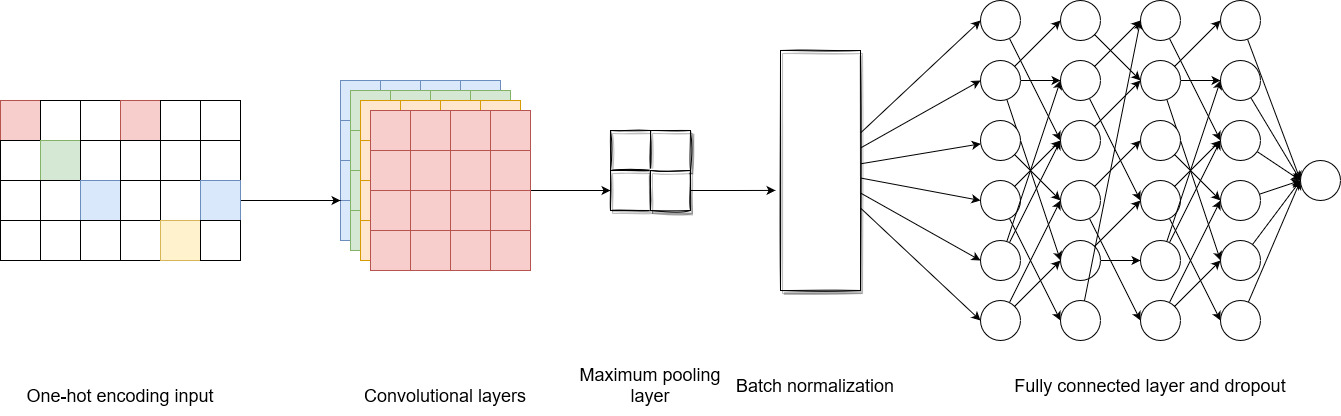 One-hot encoding input
Convolutional layers
Maximum pooling
layer
Batch normalization
Fully connected layer and dropout